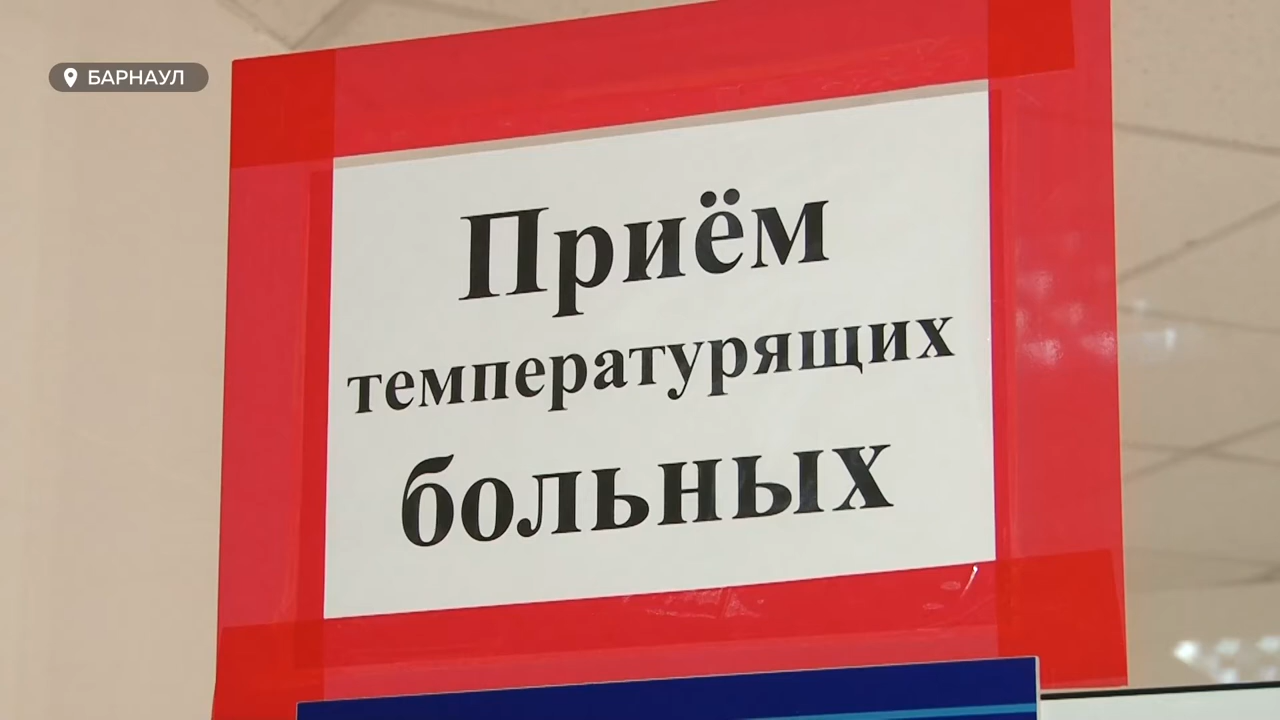 БАРНАУЛ
Приём
температурящих
больных